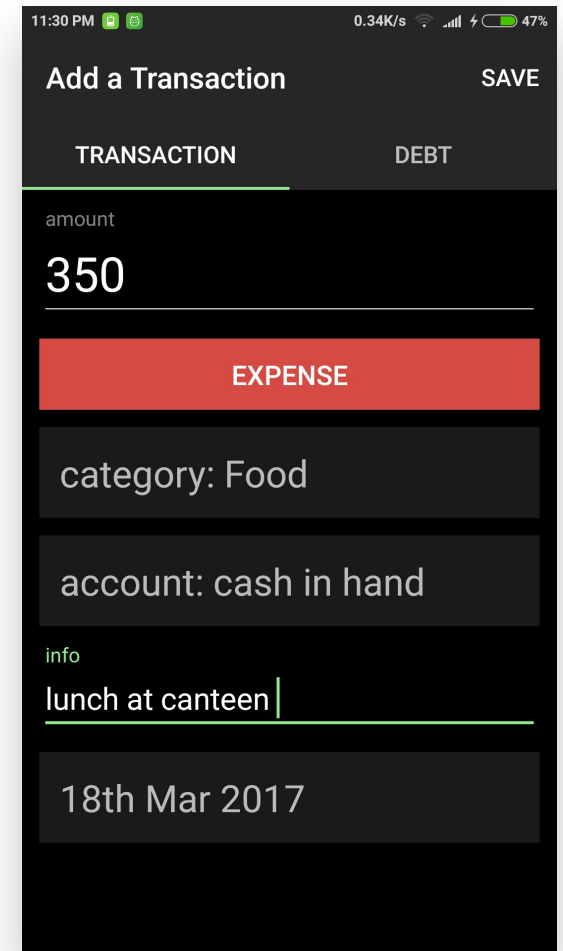 11:30 PM 0.34K/s 47%
Add a Transaction SAVE
TRANSACTION DEBT
amount
350
EXPENSE
category: Food
account: cash in hand
info
lunch at canteen
18th Mar 2017